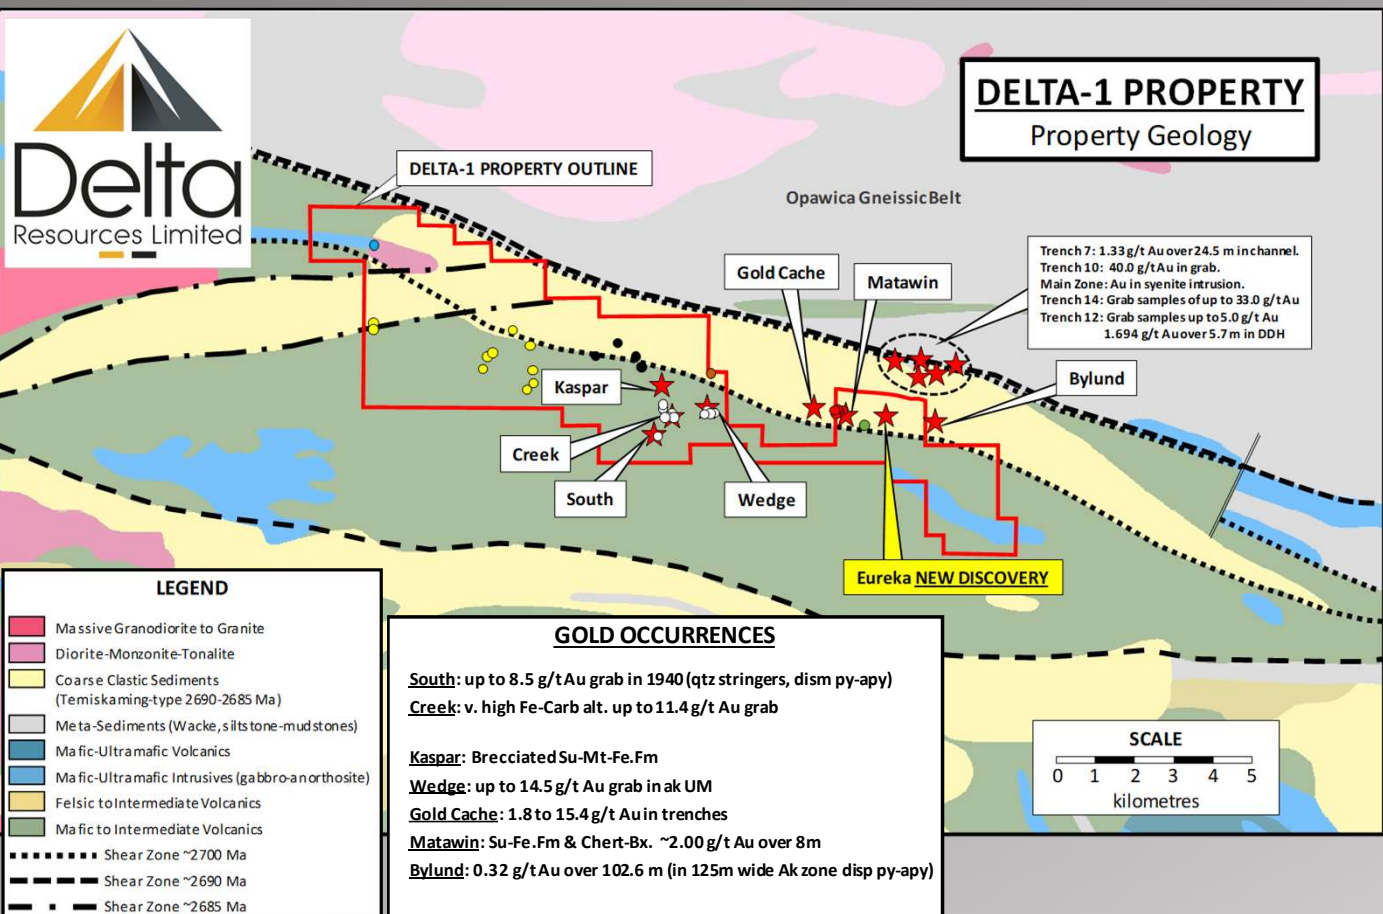 Delta
Resources Limited
DELTA-1 PROPERTY
Property Geology
DELTA-1 PROPERTY OUTLINE
Opawica Gneissic Belt
Trench 7: 1.33 g/t Au over 24.5 m in channel.
Trench 10: 40.0 g/t Au in grab.
Main Zone: Au in syenite intrusion.
Trench 14: Grab samples of up to 33.0 g/t Au
Trench 12: Grab samples up to 5.0 g/t Au
1.694 g/t Au over 5.7 m in DDH
Gold Cache
Matawin
Bylund
Kaspar
Creek
South
Wedge
Eureka NEW DISCOVERY
LEGEND
Massive Granodiorite to Granite
Diorite-Monzonite-Tonalite
Coarse Clastic Sediments
(Temiskaming-type 2690-2685 Ma)
Meta-Sediments (Wacke, siltstone-mudstones)
Mafic-Ultramafic Volcanics
Mafic-Ultramafic Intrusives (gabbro-anorthosite)
Felsic to Intermediate Volcanics
Mafic to Intermediate Volcanics
Shear Zone ~2700 Ma
Shear Zone ~2690 Ma
Shear Zone ~2685 Ma
GOLD OCCURRENCES
South: up to 8.5 g/t Au grab in 1940 (qtz stringers, dism py-apy)
Creek: v. high Fe-Carb alt. up to 11.4 g/t Au grab
Kaspar: Brecciated Su-Mt-Fe.Fm
Wedge: up to 14.5 g/t Au grab in ak UM
Gold Cache: 1.8 to 15.4 g/t Au in trenches
Matawin: Su-Fe.Fm & Chert-Bx. ~2.00 g/t Au over 8m
Bylund: 0.32 g/t Au over 102.6 m (in 125m wide Ak zone disp py-apy)
SCALE
0 1 2 3 4 5
kilometres